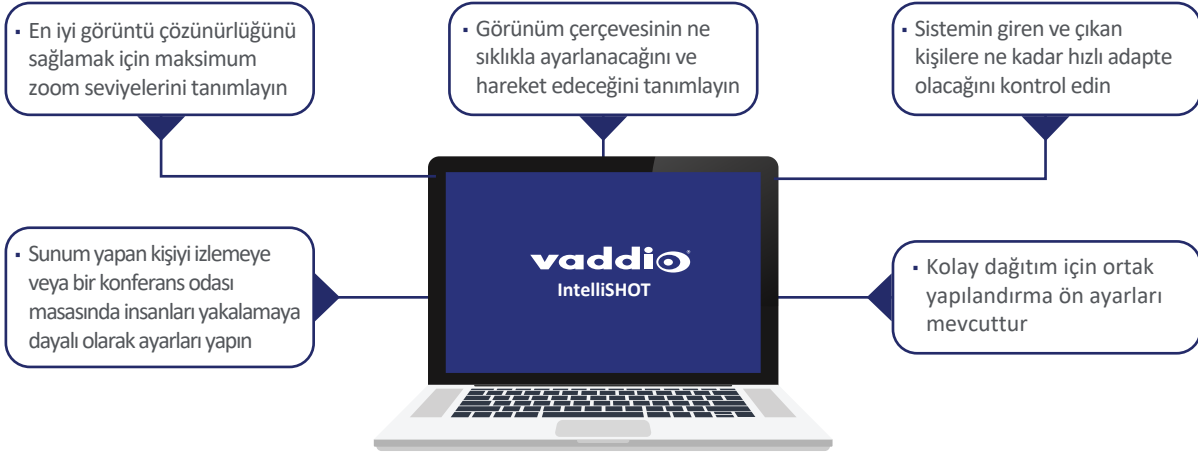 ▪ En iyi görüntü çözünürlüğünü
sağlamak için maksimum
zoom seviyelerini tanımlayın
▪ Görünüm çerçevesinin ne
sıklıkla ayarlanacağını ve
hareket edeceğini tanımlayın
▪ Sistemin giren ve çıkan
kişilere ne kadar hızlı adapte
olacağını kontrol edin
▪ Sunum yapan kişiyi izlemeye
veya bir konferans odası
masasında insanları yakalamaya
dayalı olarak ayarları yapın
vaddio
IntelliSHOT
▪ Kolay dağıtım için ortak
yapılandırma ön ayarları
mevcuttur